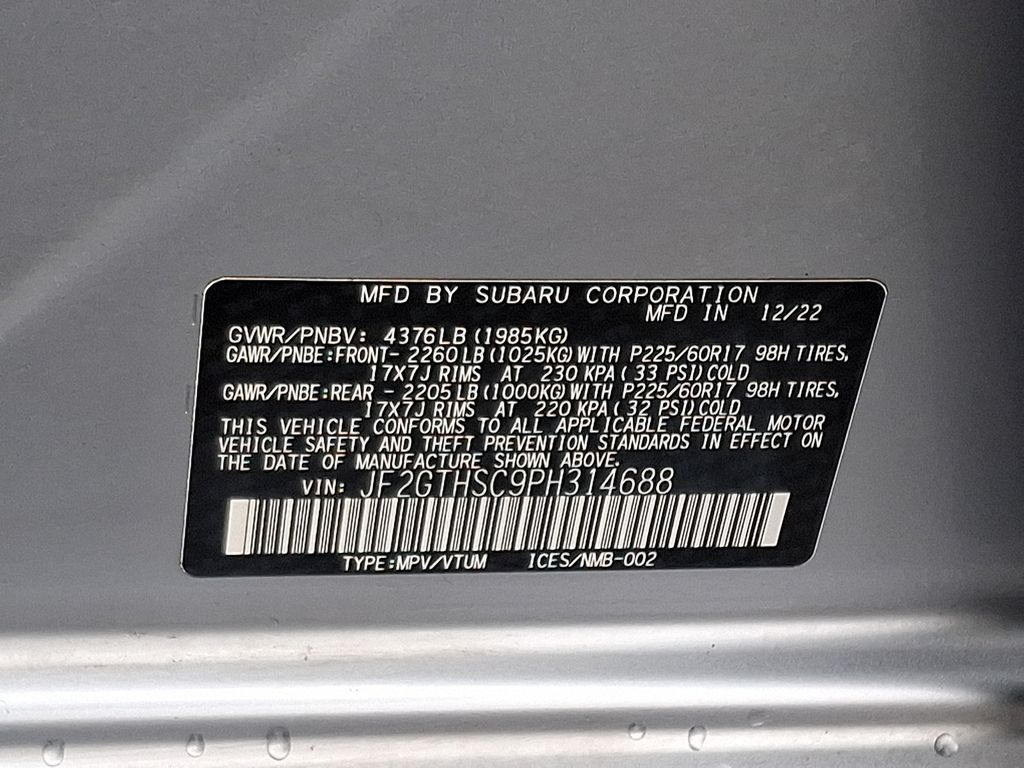 MFD BY SUBARU CORPORATION
MFD IN 12/22
GVWR/PNBV: 4376LB (1985KG)
GAWR/PNBE:FRONT- 2260LB (1025KG) WITH P225/60R17 98H TIRES,
17X7J RIMS AT 230 KPA ( 33 PSI) COLD
GAWR/PNBE:REAR - 2205LB (1000KG) WITH P225/60R17 98H TIRES,
17X7J RIMS AT 220 KPA ( 32 PSI) COLD
THIS VEHICLE CONFORMS TO ALL APPLICABLE FEDERAL MOTOR
VEHICLE SAFETY AND THEFT PREVENTION STANDARDS IN EFFECT ON
THE DATE OF MANUFACTURE SHOWN ABOVE.
VIN: JF2GTHSC9PH314688
TYPE:MPV/VTUM ICES/NMB-002